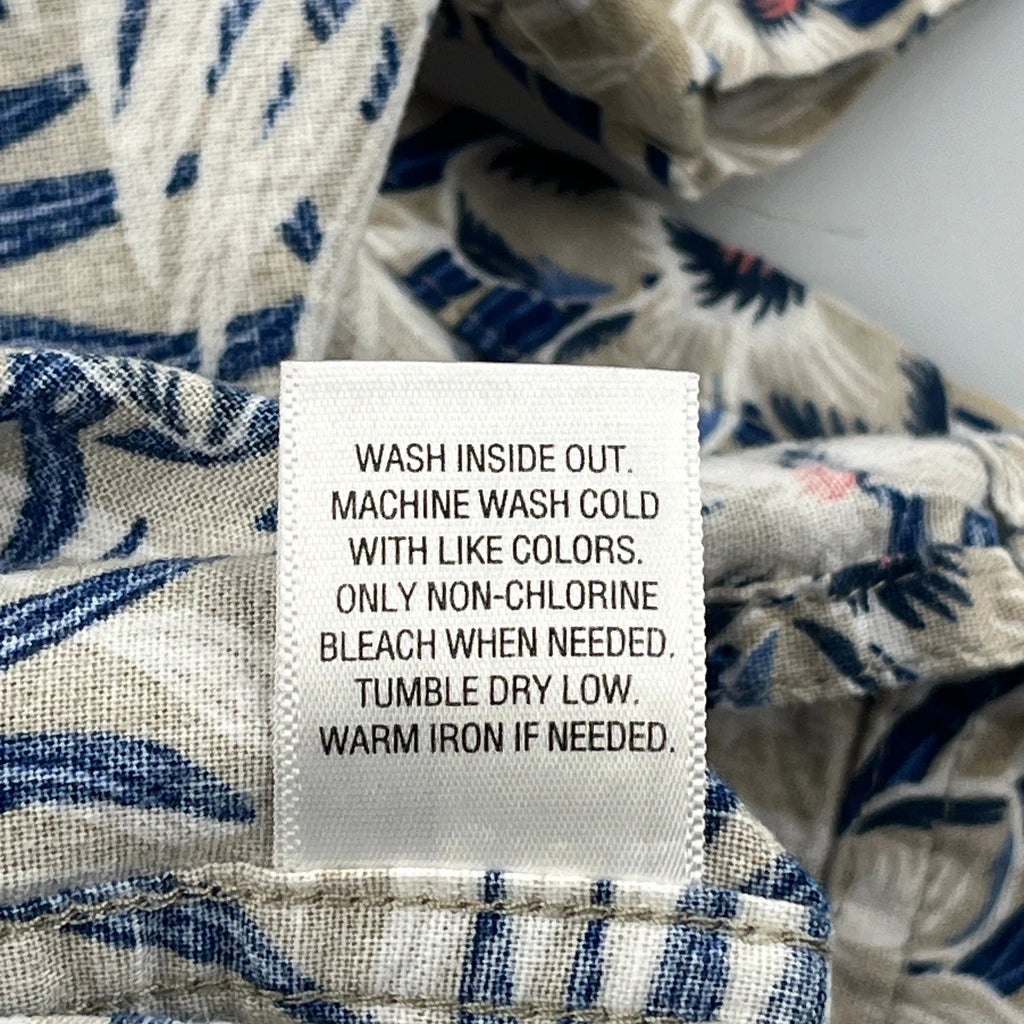 WASH INSIDE OUT.
MACHINE WASH COLD
WITH LIKE COLORS.
ONLY NON-CHLORINE
BLEACH WHEN NEEDED.
TUMBLE DRY LOW.
WARM IRON IF NEEDED.